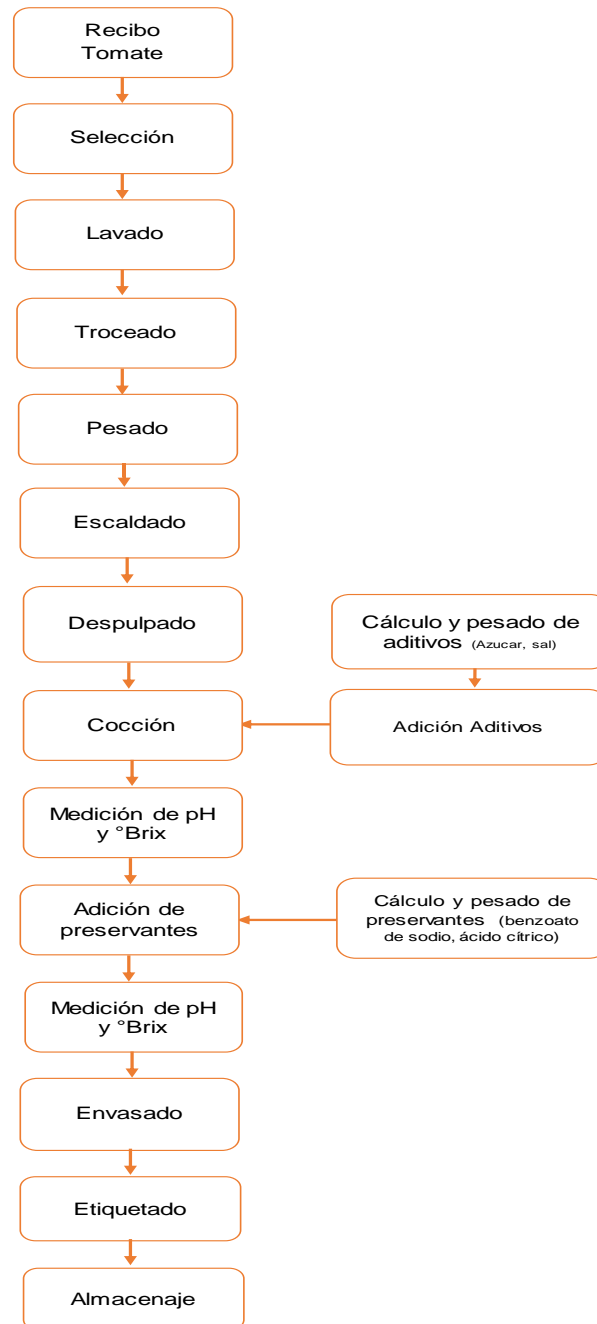 Recibo
Tomate
Selección
Lavado
Troceado
Pesado
Escaldado
Despulpado
Cálculo y pesado de
aditivos (Azucar, sal)
Cocción
Adición Aditivos
Medición de pH
y °Brix
Adición de
preservantes
Cálculo y pesado de
preservantes (benzoato
de sodio, ácido cítrico)
Medición de pH
y °Brix
Envasado
Etiquetado
Almacenaje